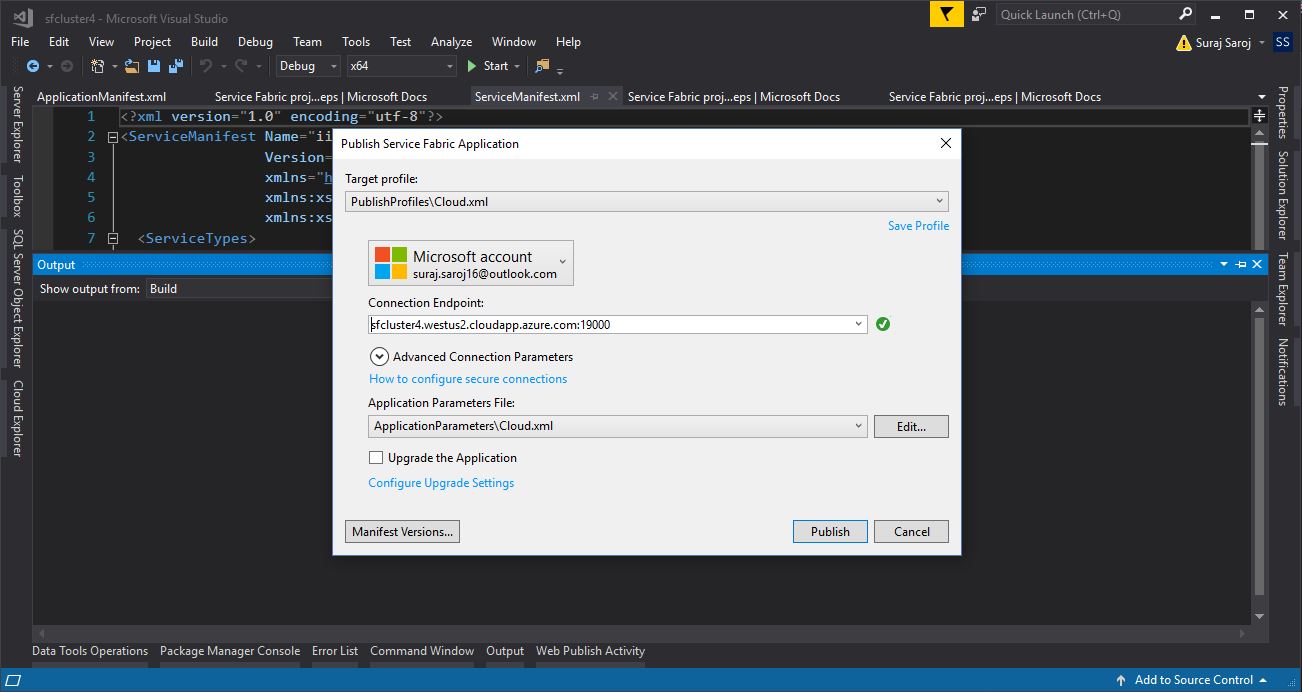 sfcluster4 - Microsoft Visual Studio
Quick Launch (Ctrl+Q)
File Edit View Project Build Debug Team Tools Test Analyze Window Help
Suraj Saroj SS
Debug x64 Start
ApplicationManifest.xml Service Fabric proj...eps | Microsoft Docs ServiceManifest.xml Service Fabric proj...eps | Microsoft Docs Service Fabric proj...eps | Microsoft Docs
Server Explorer
Toolbox
SQL Server Object Explorer
Cloud Explorer
1 <?xml version="1.0" encoding="utf-8"?>
2 <ServiceManifest Name="ii
3 Version=
4 xmlns="h
5 xmlns:xs
6 xmlns:xs
7 <ServiceTypes>
Output
Show output from: Build
Publish Service Fabric Application
Target profile:
PublishProfiles\Cloud.xml
Save Profile
Microsoft account
suraj.saroj16@outlook.com
Connection Endpoint:
sfcluster4.westus2.cloudapp.azure.com:19000
Advanced Connection Parameters
How to configure secure connections
Application Parameters File:
ApplicationParameters\Cloud.xml Edit...
Upgrade the Application
Configure Upgrade Settings
Manifest Versions... Publish Cancel
Properties
Solution Explorer
Team Explorer
Notifications
Data Tools Operations Package Manager Console Error List Command Window Output Web Publish Activity
Add to Source Control